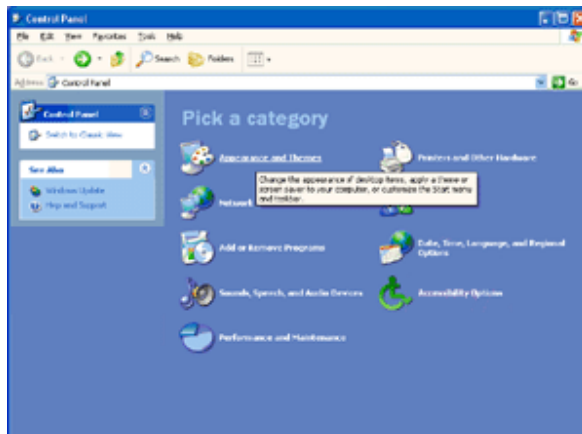 Control Panel
File Edit View Favorites Tools Help
Back Search Folders
Address Control Panel Go
Control Panel
Switch to Classic View
See Also
Windows Update
Help and Support
Pick a category
Appearance and Themes
Printers and Other Hardware
Change the appearance of desktop items, apply a theme or
screen saver to your computer, or customize the Start menu
and taskbar.
Network
Add or Remove Programs
Date, Time, Language, and Regional
Options
Sounds, Speech, and Audio Devices
Accessibility Options
Performance and Maintenance